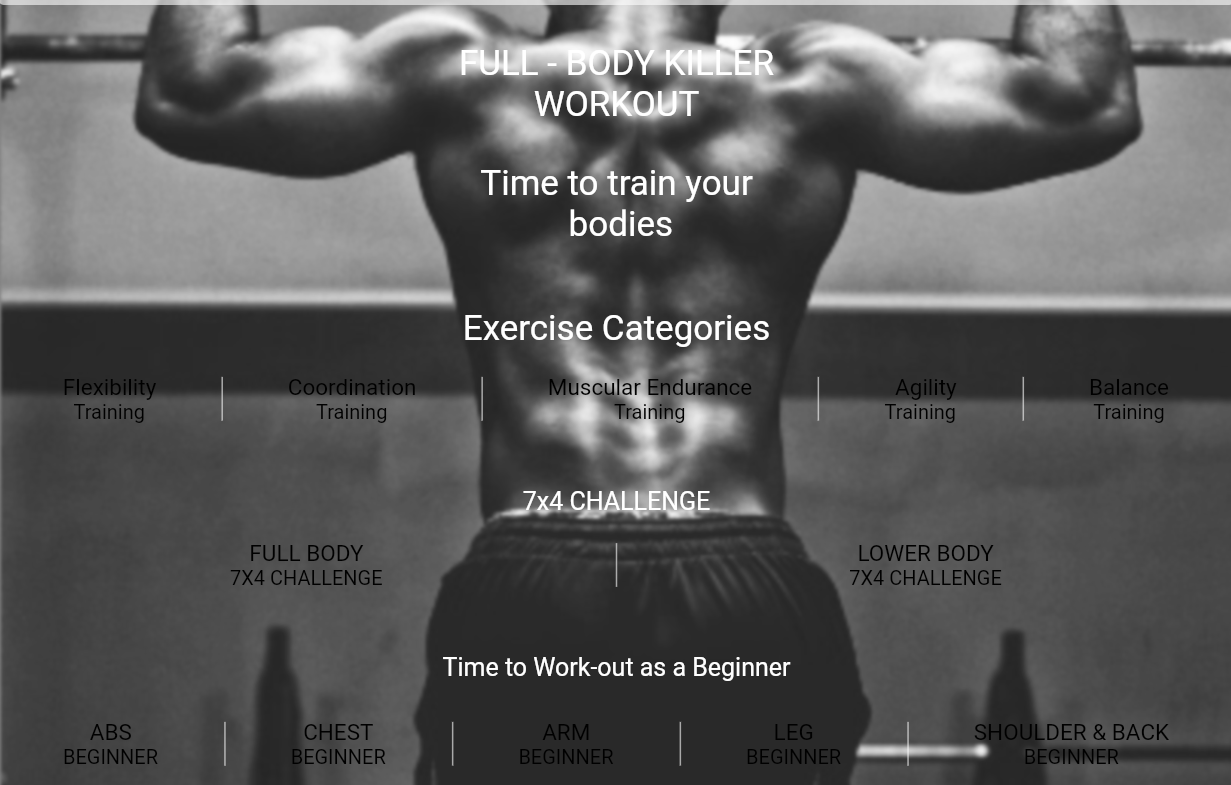 FULL - BODY KILLER
WORKOUT
Time to train your
bodies
Exercise Categories
Flexibility
Training
Coordination
Training
Muscular Endurance
Training
Agility
Training
Balance
Training
7x4 CHALLENGE
FULL BODY
7X4 CHALLENGE
LOWER BODY
7X4 CHALLENGE
Time to Work-out as a Beginner
ABS
BEGINNER
CHEST
BEGINNER
ARM
BEGINNER
LEG
BEGINNER
SHOULDER & BACK
BEGINNER